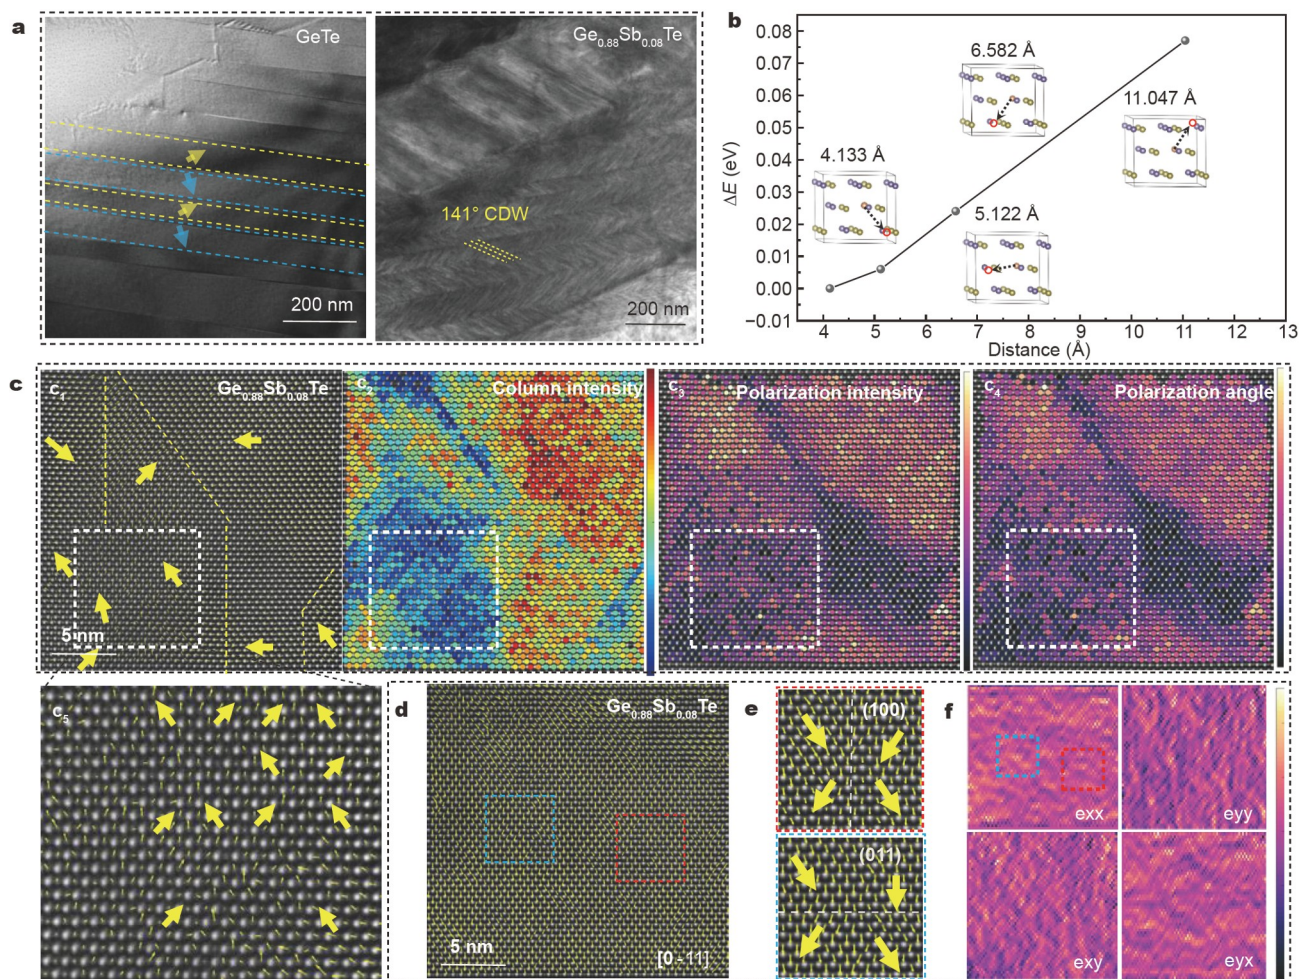 a
GeTe
200 nm
Ge0.88Sb0.08Te
141° CDW
200 nm
b
ΔE (eV)
0.08
0.07
0.06
0.05
0.04
0.03
0.02
0.01
0.00
−0.01
3 4 5 6 7 8 9 10 11 12 13
Distance (Å)
4.133 Å
6.582 Å
5.122 Å
11.047 Å
c
c1
Ge0.88Sb0.08Te
5 nm
c2
Column intensity
c3
Polarization intensity
c4
Polarization angle
c5
d
Ge0.88Sb0.08Te
5 nm
[0 -11]
e
(100)
(011)
f
exx
eyy
exy
eyx